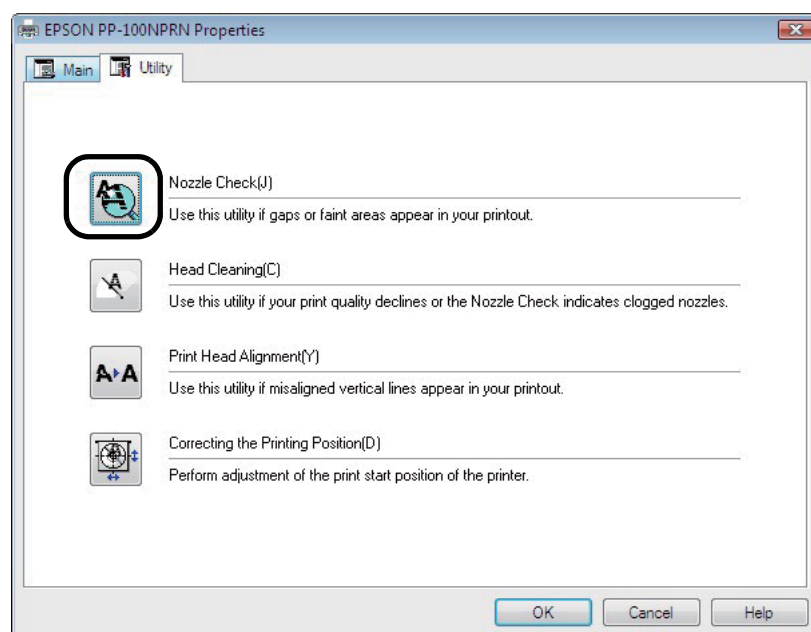 EPSON PP-100NPRN Properties
Main Utility
Nozzle Check(J)
Use this utility if gaps or faint areas appear in your printout.
Head Cleaning(C)
Use this utility if your print quality declines or the Nozzle Check indicates clogged nozzles.
Print Head Alignment(Y)
Use this utility if misaligned vertical lines appear in your printout.
Correcting the Printing Position(D)
Perform adjustment of the print start position of the printer.
OK Cancel Help